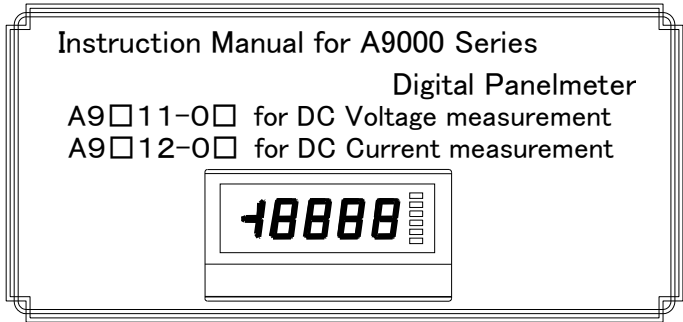 Instruction Manual for A9000 Series
Digital Panelmeter
A9□11-0□ for DC Voltage measurement
A9□12-0□ for DC Current measurement
-18888